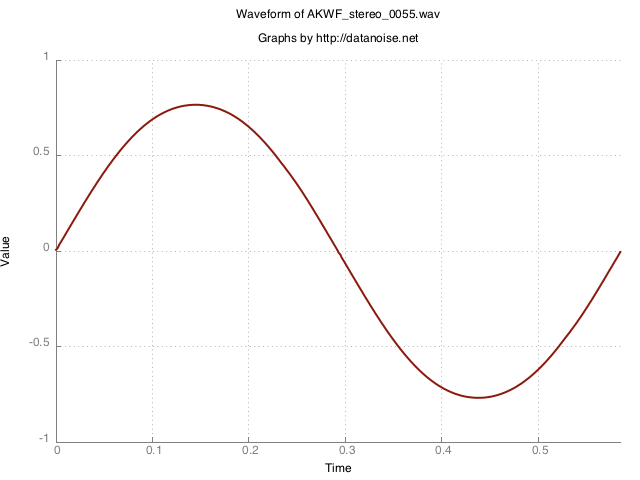 Waveform of AKWF_stereo_0055.wav
Graphs by http://datanoise.net
1
0.5
0
-0.5
-1
Value
0 0.1 0.2 0.3 0.4 0.5
Time